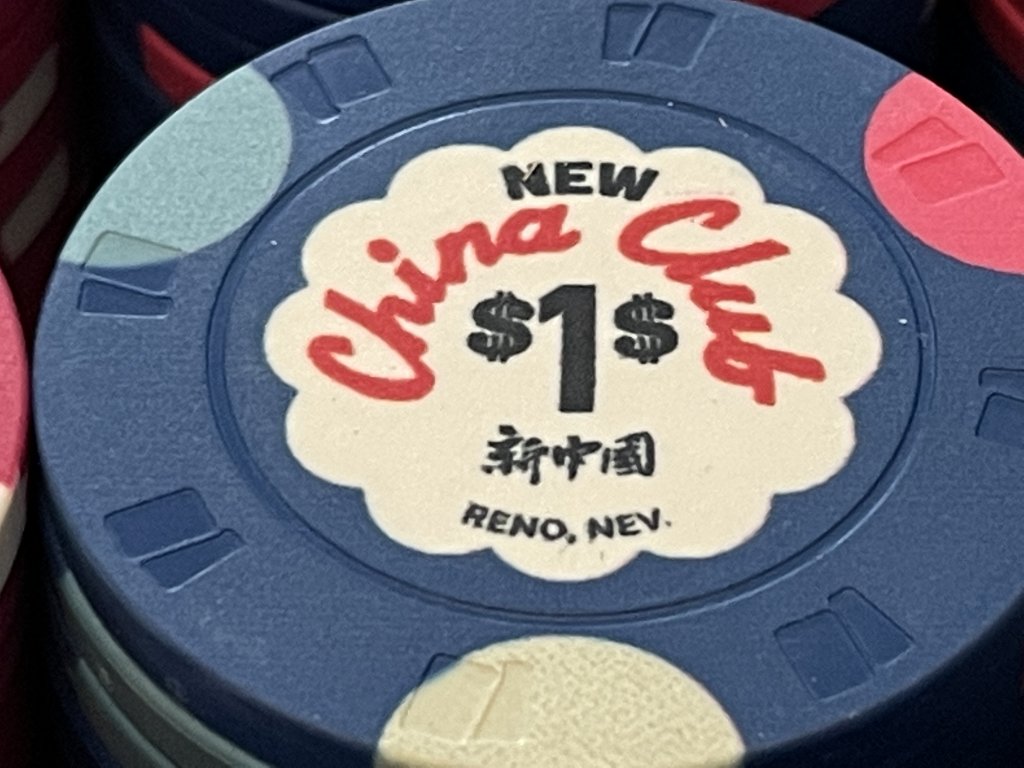 NEW
China Club
$1$
新中國
RENO, NEV.